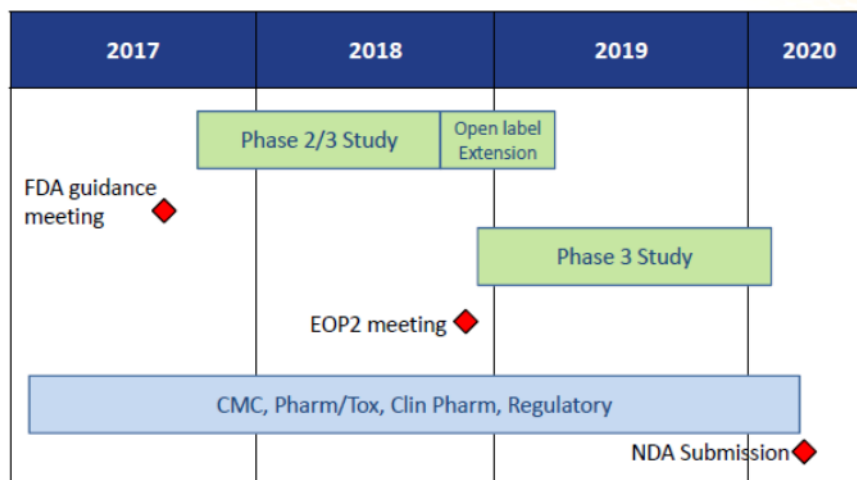 2017 2018 2019 2020
Phase 2/3 Study
Open label
Extension
FDA guidance
meeting
Phase 3 Study
EOP2 meeting
CMC, Pharm/Tox, Clin Pharm, Regulatory
NDA Submission